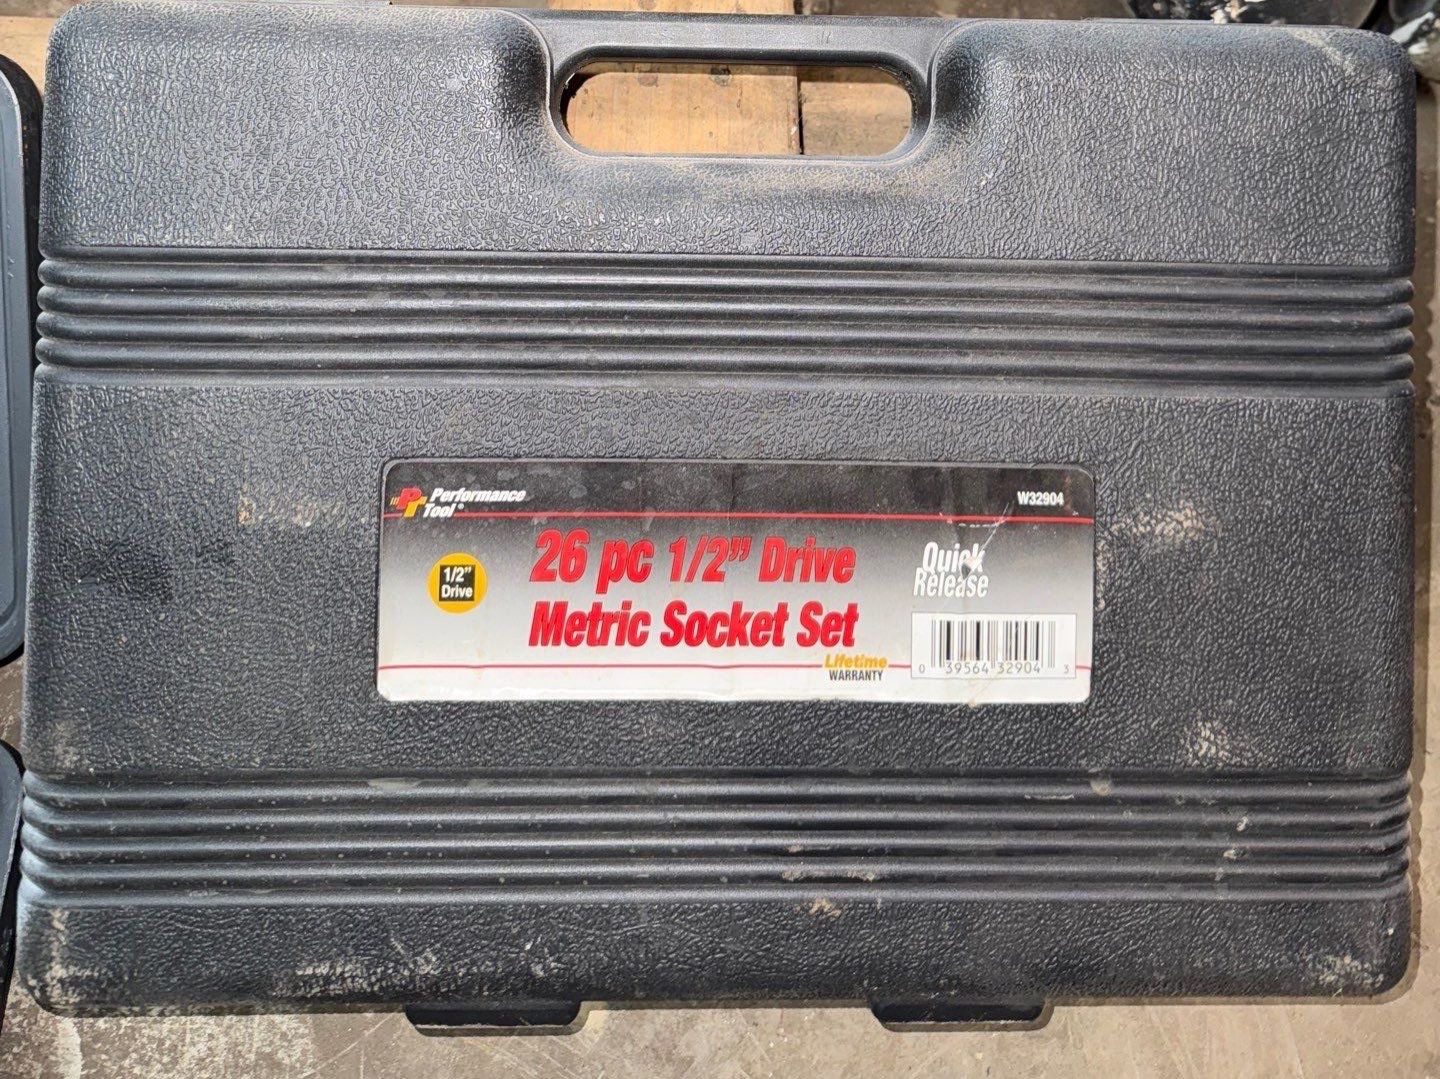 PT Performance
Tool®
W32904
1/2"
Drive
26 pc 1/2" Drive
Metric Socket Set
Quick
Release
Lifetime
WARRANTY
0 39564 32904 3